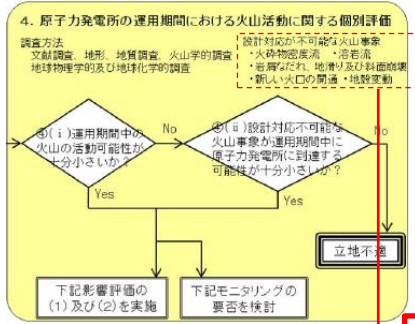 4. 原子力発電所の運用期間における火山活動に関する個別評価
調査方法
文献調査、地形、地質調査、火山学的調査
地球物理学的及び地球化学的調査
設計対応が不可能な火山事象
・火砕物密度流 ・溶岩流
・岩屑なだれ、地滑り及び斜面崩壊
・新しい火口の開通 ・地殻変動
④(ⅰ)運用期間中の
火山の活動可能性が
十分小さいか？
No
④(ⅱ)設計対応不可能な
火山事象が運用期間中に
原子力発電所に到達する
可能性が十分小さいか？
No
Yes
Yes
立地不適
下記影響評価の
(1)及び(2)を実施
下記モニタリングの
要否を検討